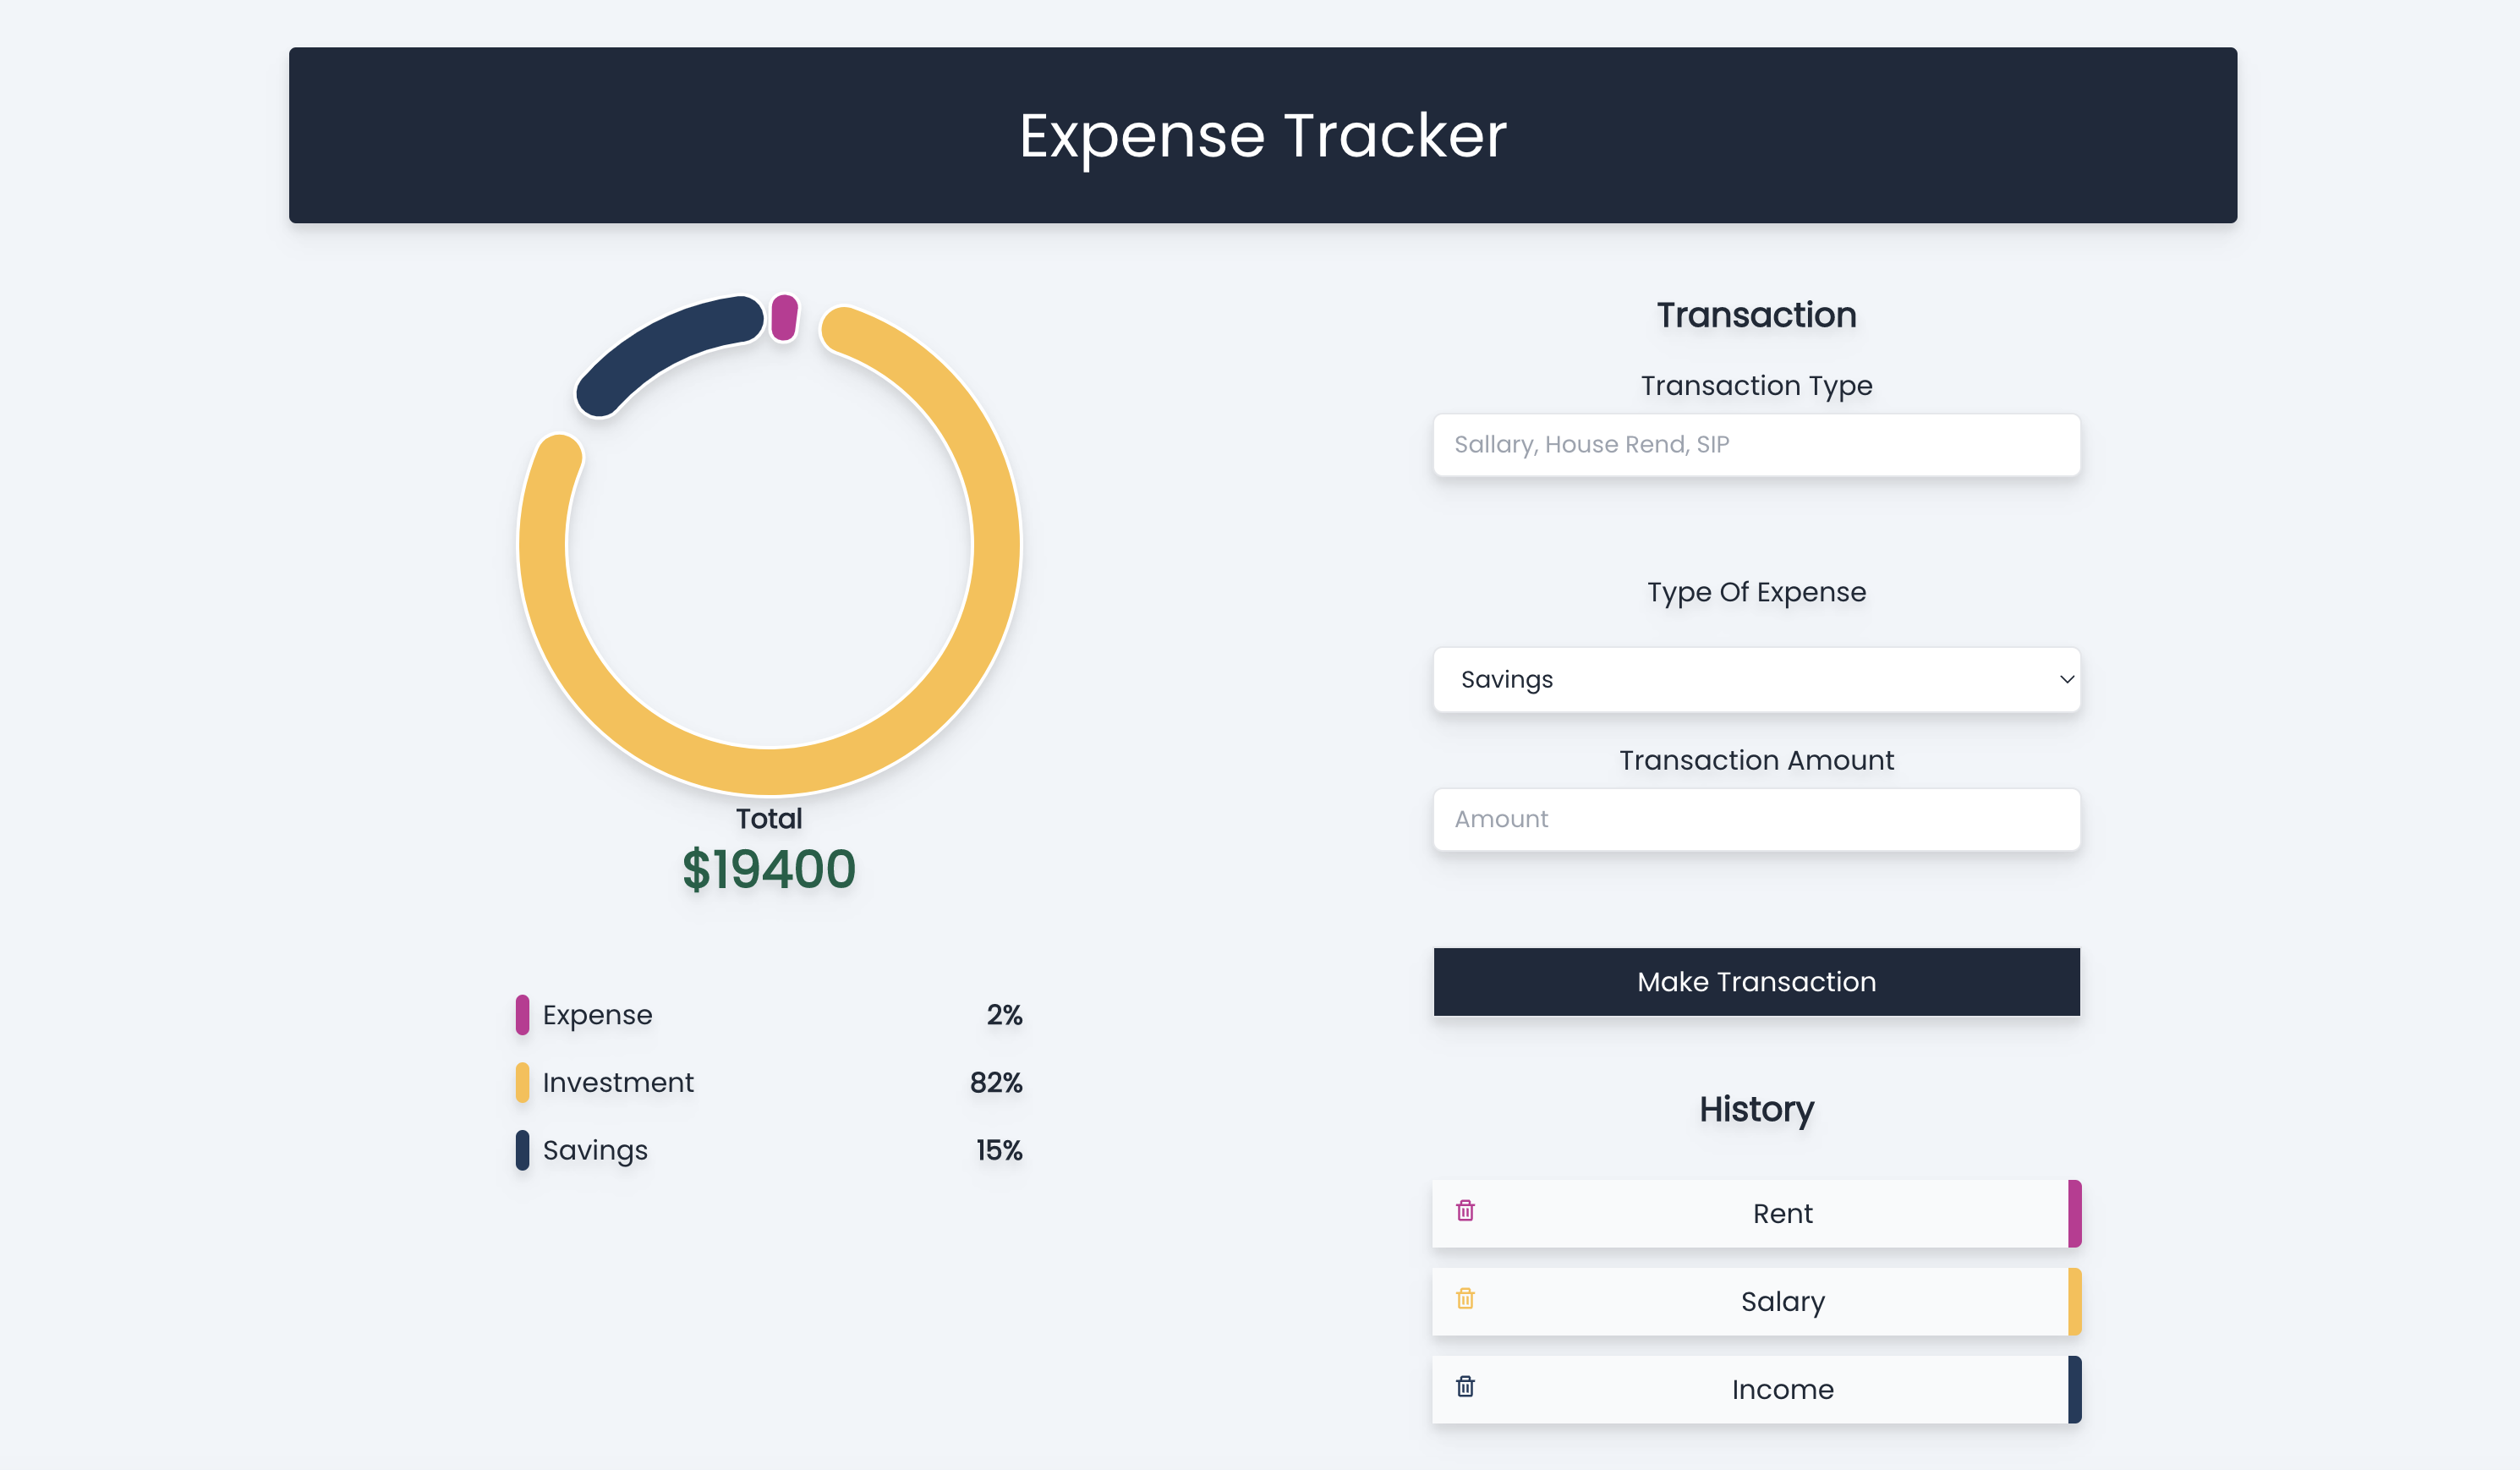 Expense Tracker
Total
$19400
Expense 2%
Investment 82%
Savings 15%
Transaction
Transaction Type
Sallary, House Rend, SIP
Type Of Expense
Savings
Transaction Amount
Amount
Make Transaction
History
Rent
Salary
Income